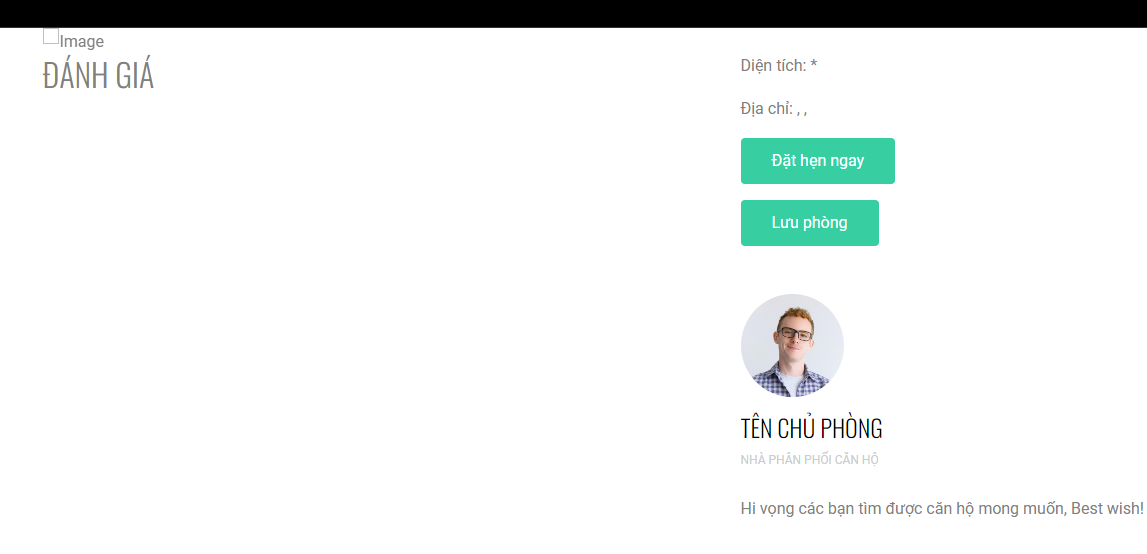 Image
ĐÁNH GIÁ
Diện tích: *
Địa chỉ: , ,
Đặt hẹn ngay
Lưu phòng
TÊN CHỦ PHÒNG
NHÀ PHÂN PHỐI CĂN HỘ
Hi vọng các bạn tìm được căn hộ mong muốn, Best wish!